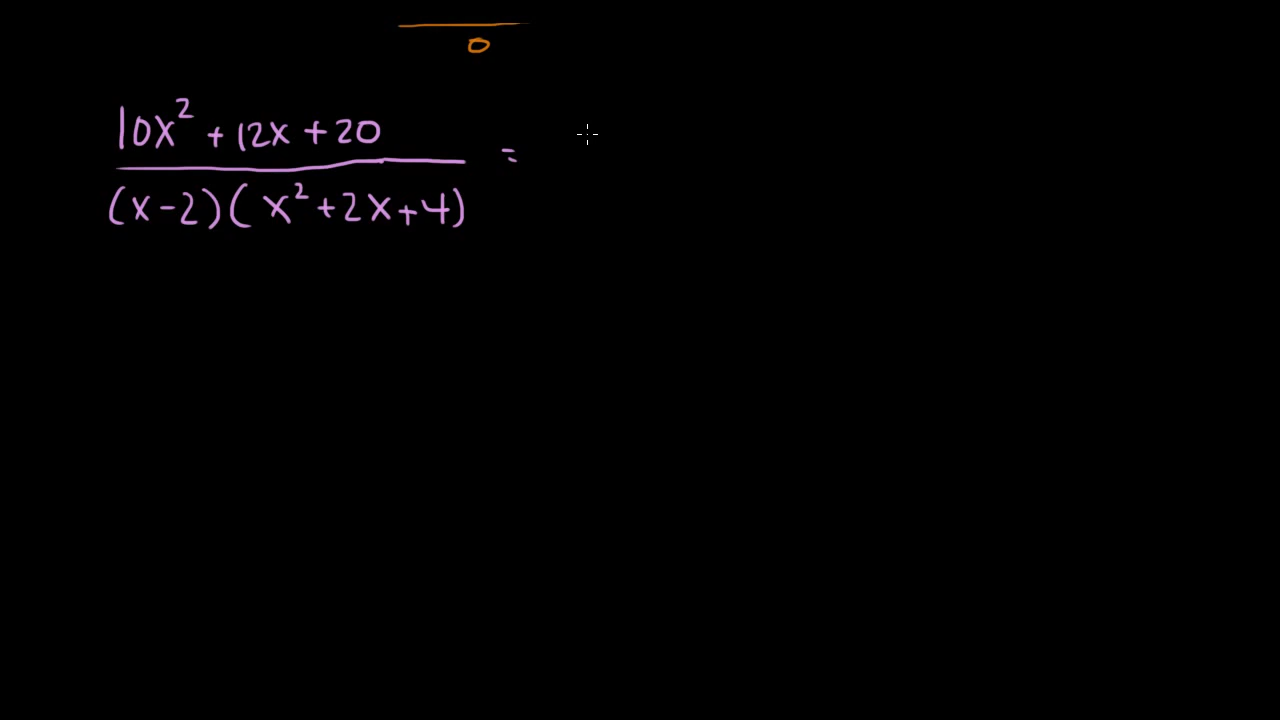 0
10x² + 12x + 20
=
(x-2)(x²+2x+4)